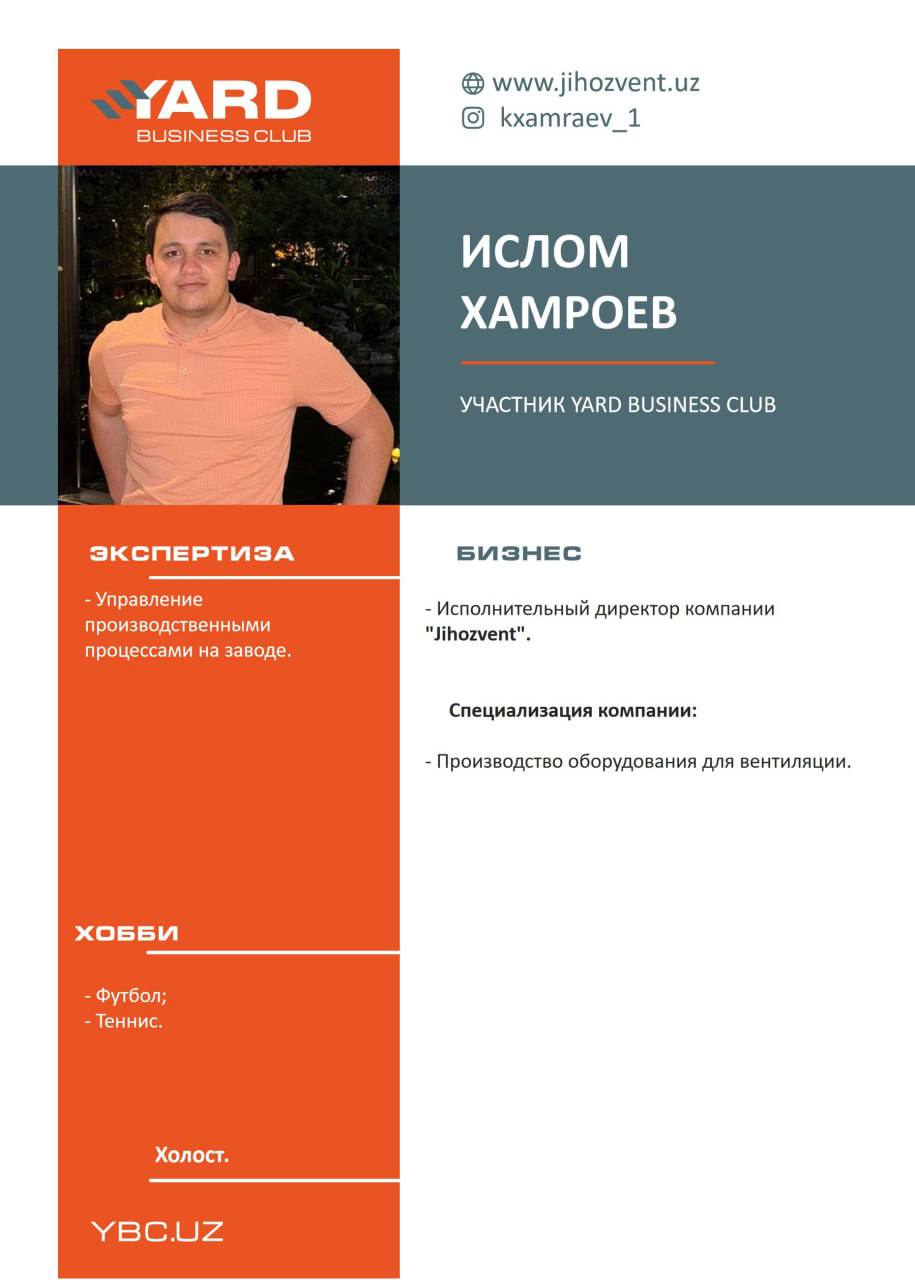 YARD
BUSINESS CLUB
www.jihozvent.uz
kxamraev_1
ИСЛОМ
ХАМРОЕВ
УЧАСТНИК YARD BUSINESS CLUB
ЭКСПЕРТИЗА
- Управление
производственными
процессами на заводе.
ХОББИ
- Футбол;
- Теннис.
Холост.
YBC.UZ
БИЗНЕС
- Исполнительный директор компании
"Jihozvent".
Специализация компании:
- Производство оборудования для вентиляции.